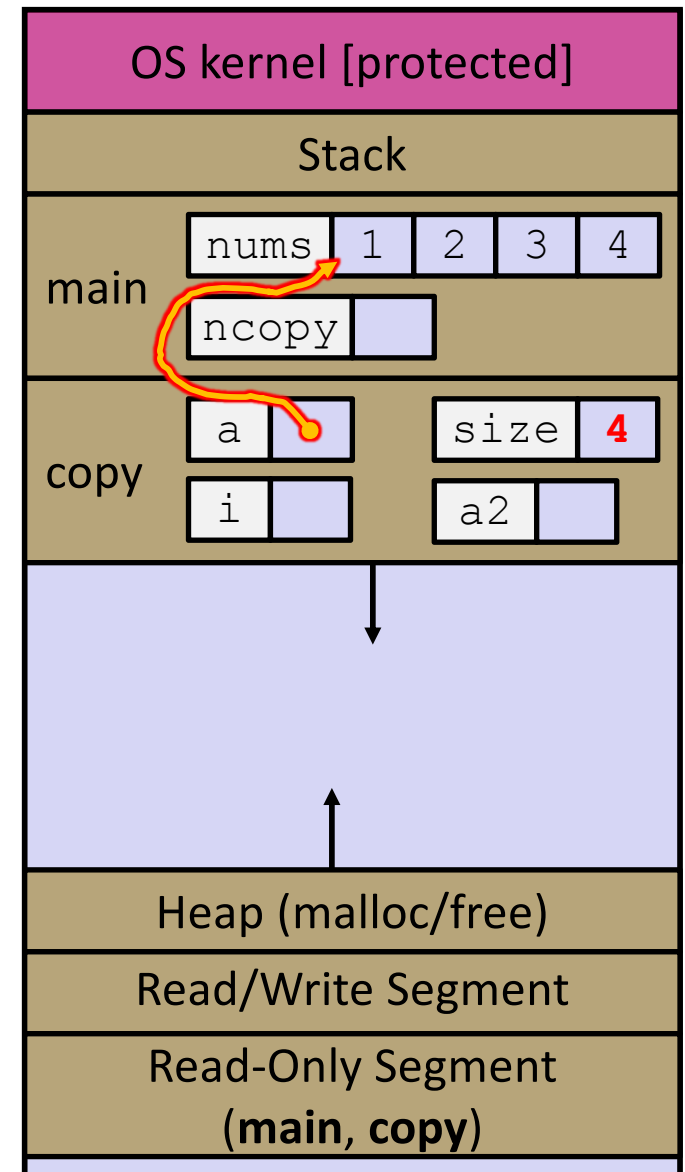 OS kernel [protected]
Stack
main
nums 1 2 3 4
ncopy
copy
a size 4
i a2
Heap (malloc/free)
Read/Write Segment
Read-Only Segment
(main, copy)